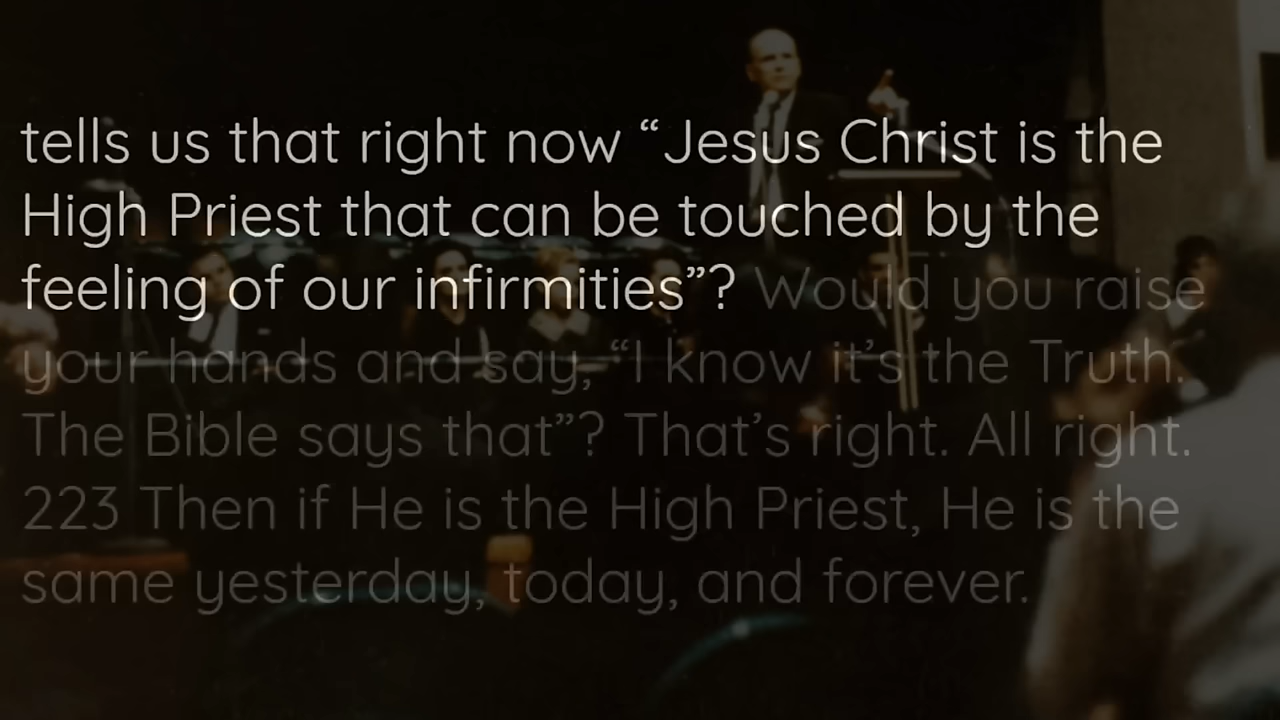 tells us that right now “ Jesus Christ is the
High Priest that can be touched by the
feeling of our infirmities”? Would you raise
your hands and say, “I know it’s the Truth.
The Bible says that”? That’s right. All right.
223 Then if He is the High Priest, He is the
same yesterday, today, and forever.